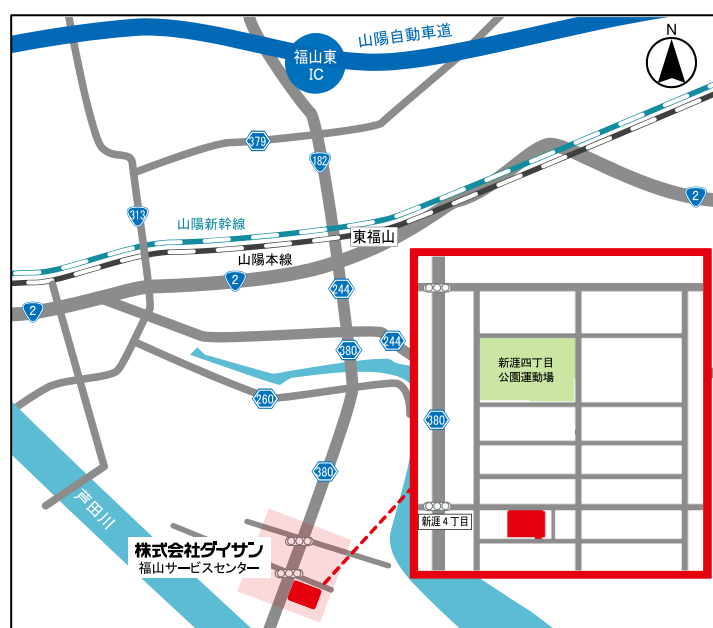 山陽自動車道
福山東
IC
N
379
182
2
313
山陽新幹線
東福山
山陽本線
2
244
2
244
380
新涯四丁目
公園運動場
260
380
380
芦田川
新涯4丁目
株式会社ダイサン
福山サービスセンター